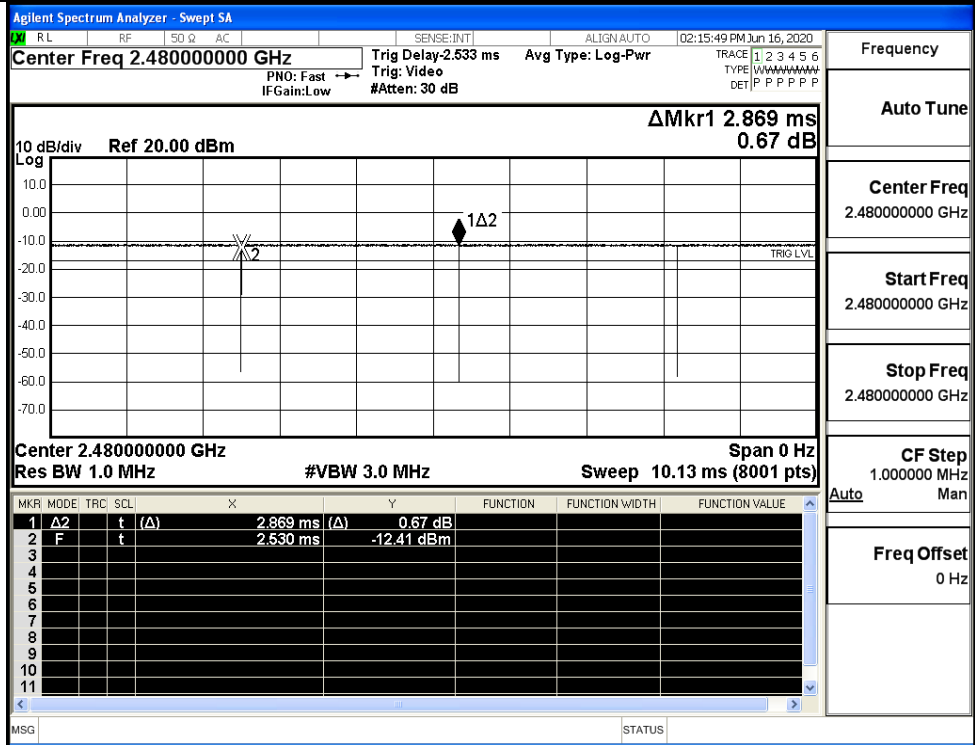 Agilent Spectrum Analyzer - Swept SA
LXI RL RF 50 Ω AC SENSE:INT ALIGN AUTO 02:15:49 PM Jun 16, 2020
Center Freq 2.480000000 GHz
PNO: Fast
IFGain:Low
Trig Delay-2.533 ms
Trig: Video
#Atten: 30 dB
Avg Type: Log-Pwr
TRACE 1 2 3 4 5 6
TYPE WWWWWW
DET P P P P P P
ΔMkr1 2.869 ms
0.67 dB
10 dB/div Ref 20.00 dBm
Log
10.0
0.00
-10.0
-20.0
-30.0
-40.0
-50.0
-60.0
-70.0
1Δ2
2
TRIG LVL
Center 2.480000000 GHz Span 0 Hz
Res BW 1.0 MHz #VBW 3.0 MHz Sweep 10.13 ms (8001 pts)
MKR MODE TRC SCL X Y FUNCTION FUNCTION WIDTH FUNCTION VALUE
1 Δ2 t (Δ) 2.869 ms (Δ) 0.67 dB
2 F t 2.530 ms -12.41 dBm
3
4
5
6
7
8
9
10
11
MSG STATUS
Frequency
Auto Tune
Center Freq
2.480000000 GHz
Start Freq
2.480000000 GHz
Stop Freq
2.480000000 GHz
CF Step
1.000000 MHz
Auto Man
Freq Offset
0 Hz